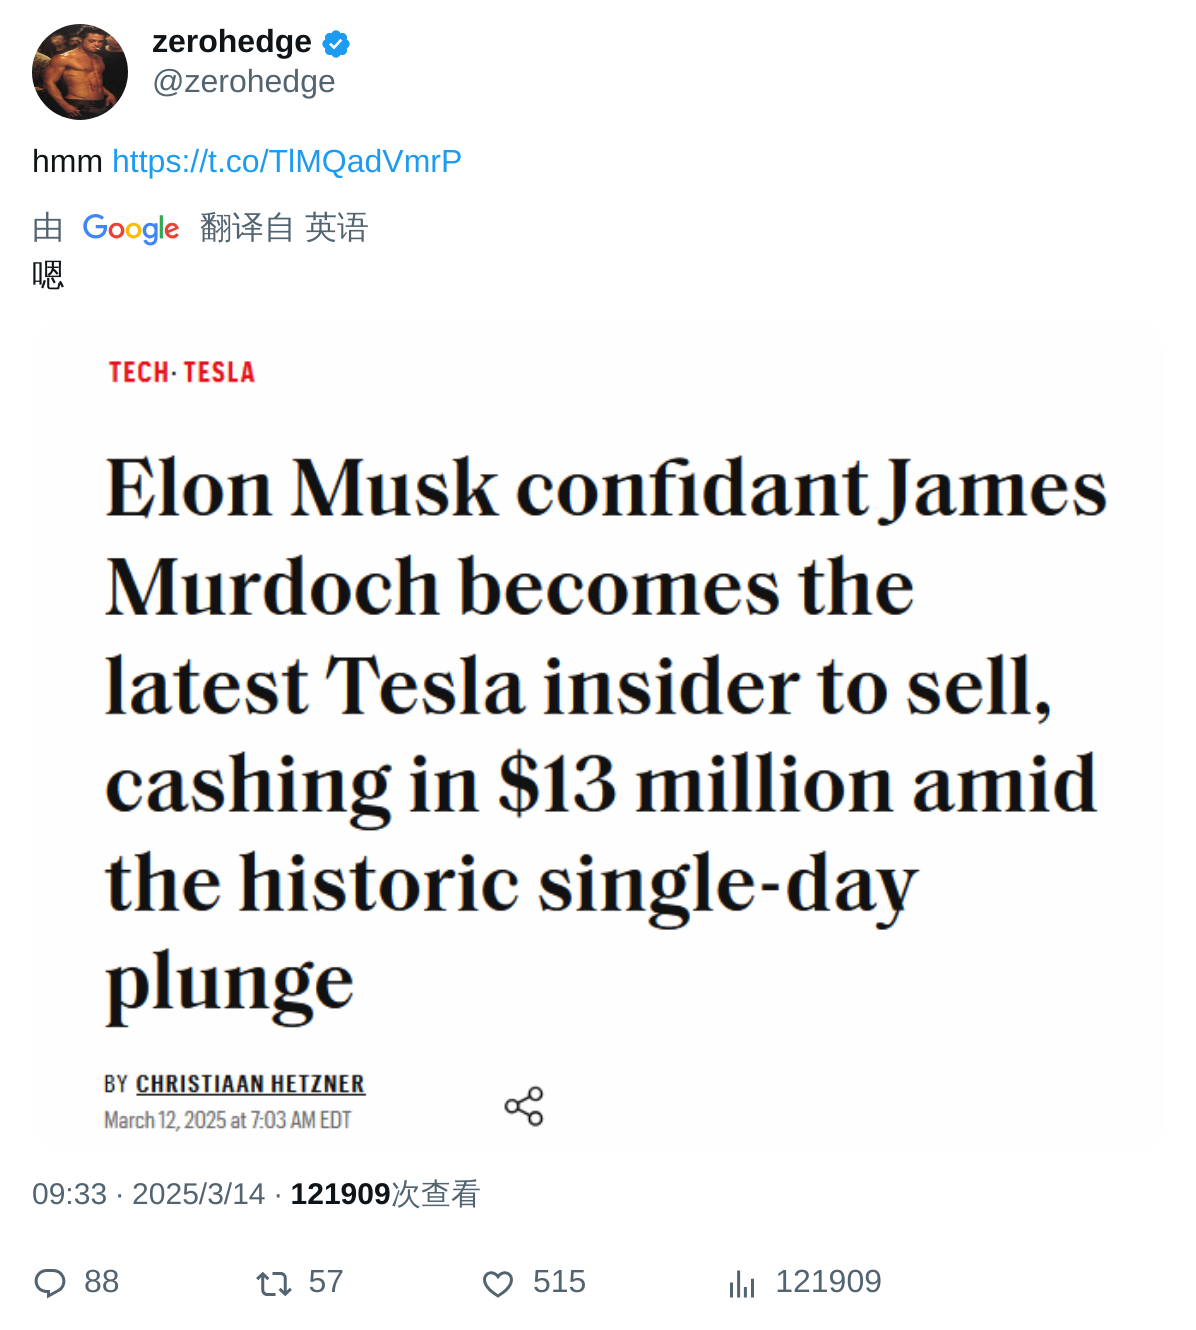 zerohedge
@zerohedge
hmm https://t.co/TlMQadVmrP
由 Google 翻译自 英语
嗯
TECH· TESLA
Elon Musk confidant James
Murdoch becomes the
latest Tesla insider to sell,
cashing in $13 million amid
the historic single-day
plunge
BY CHRISTIAAN HETZNER
March 12, 2025 at 7:03 AM EDT
09:33 · 2025/3/14 · 121909次查看
88 57 515 121909